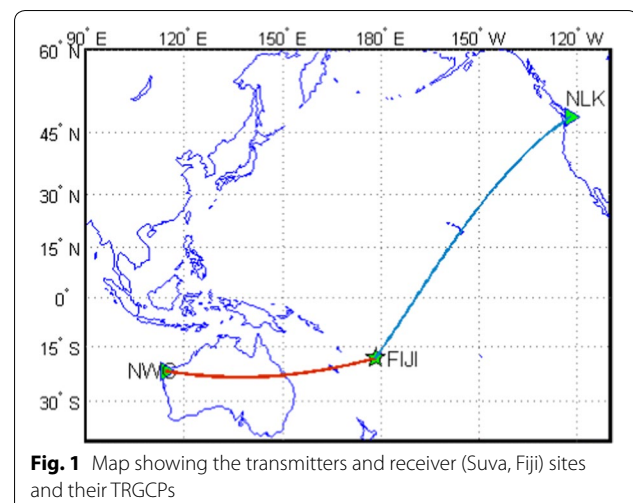 90° E 120° E 150° E 180° E 150° W 120° W
60° N
NLK
45° N
30° N
15° N
0°
15° S
NWC FIJI
30° S
Fig. 1 Map showing the transmitters and receiver (Suva, Fiji) sites
and their TRGCPs